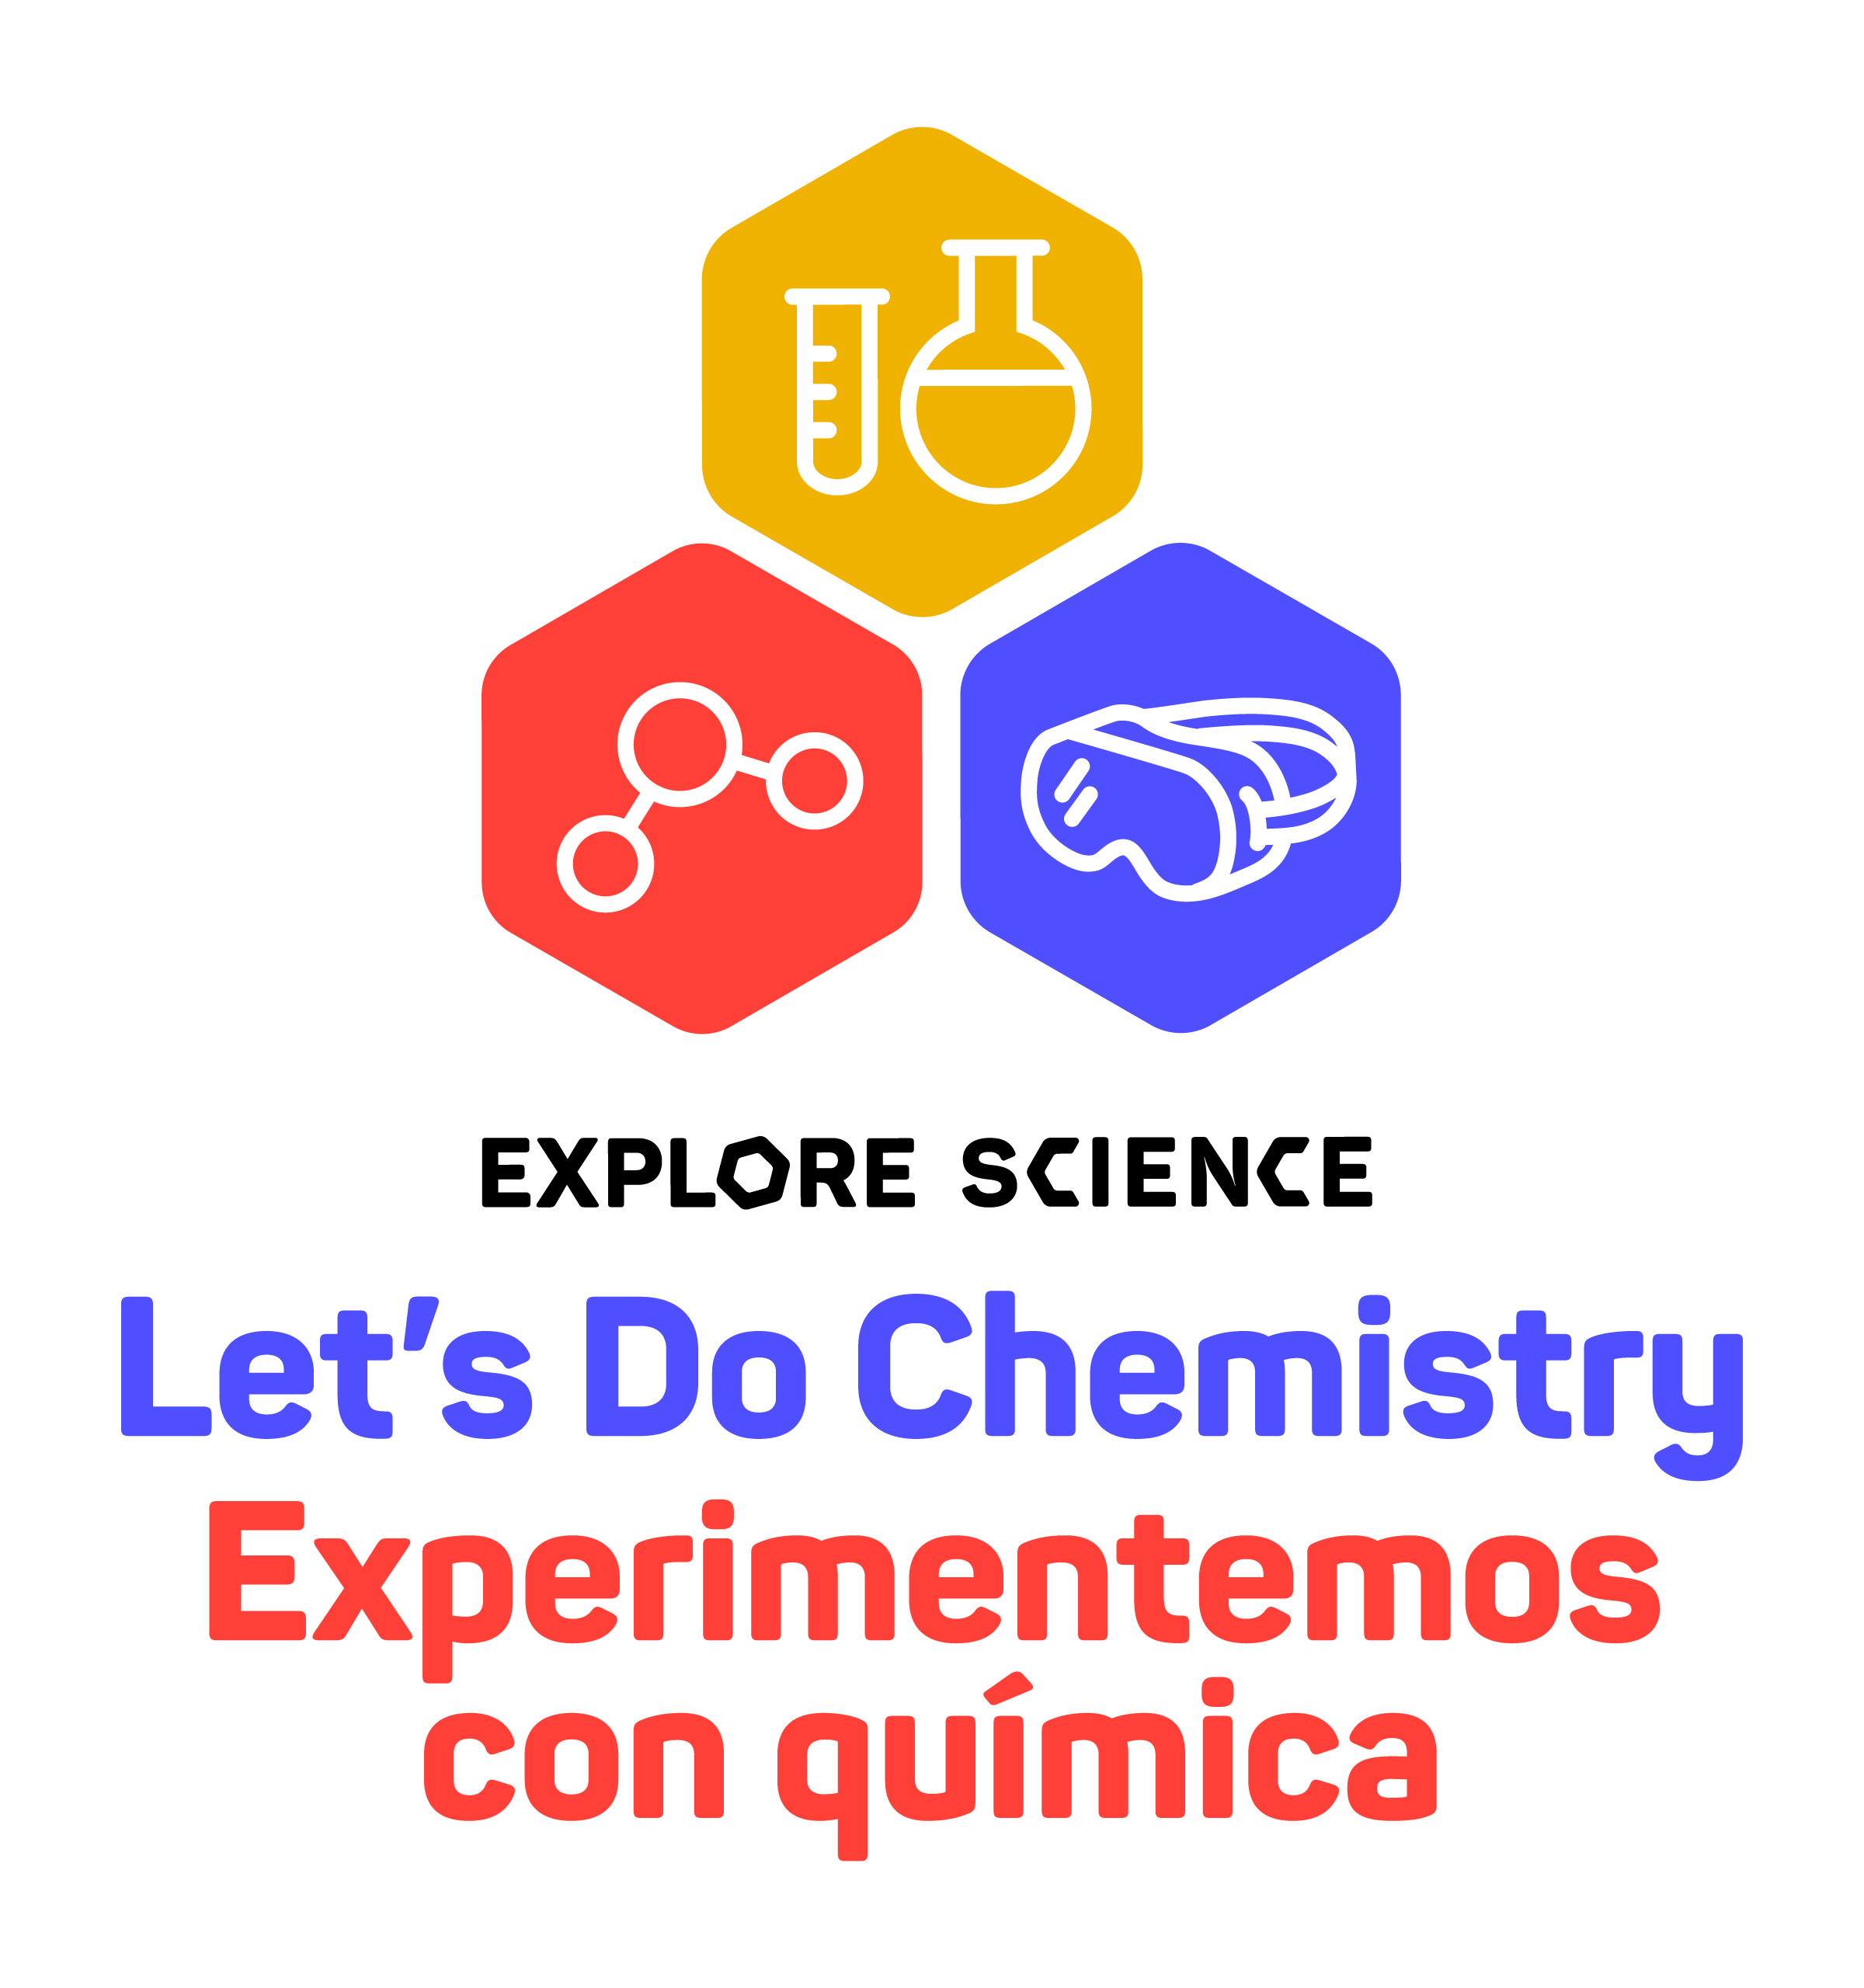 EXPLORE SCIENCE
Let's Do Chemistry
Experimentemos
con química